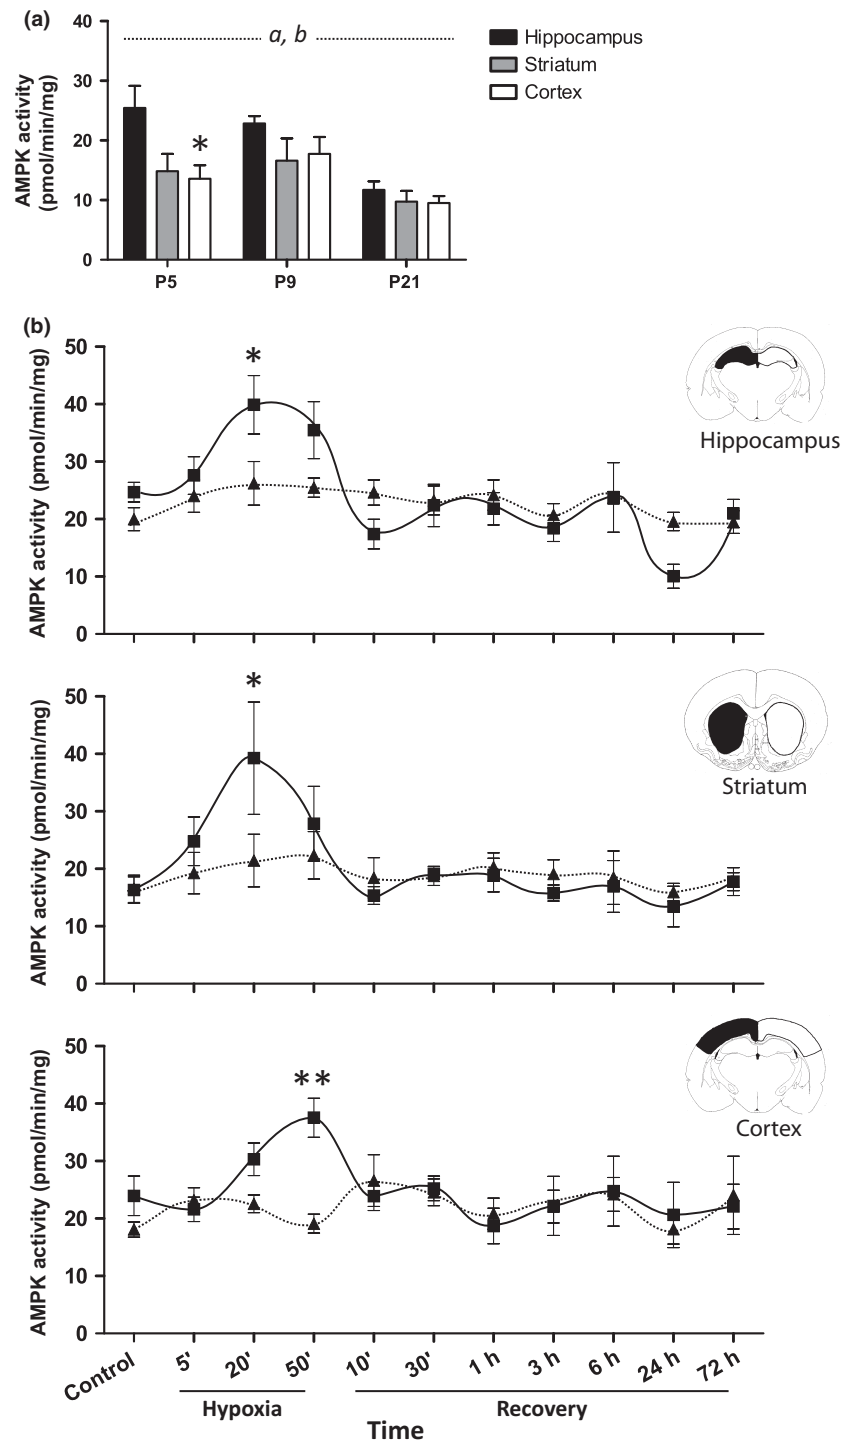 (a)
40
30
20
10
0
AMPK activity
(pmol/min/mg)
a, b
*
Hippocampus
Striatum
Cortex
P5 P9 P21
(b)
50
40
30
20
10
0
AMPK activity (pmol/min/mg)
*
Hippocampus
50
40
30
20
10
0
AMPK activity (pmol/min/mg)
*
Striatum
50
40
30
20
10
0
AMPK activity (pmol/min/mg)
**
Cortex
Control 5' 20' 50' 10' 30' 1 h 3 h 6 h 24 h 72 h
Hypoxia Recovery
Time